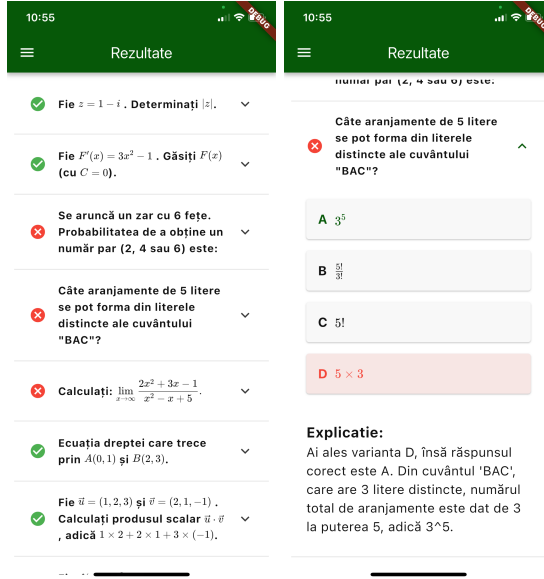 10:55
DEBUG
Rezultate
Fie z = 1 − i . Determinați |z|.
Fie F′(x) = 3x² − 1 . Găsiți F(x)
(cu C = 0).
Se aruncă un zar cu 6 fețe.
Probabilitatea de a obține un
număr par (2, 4 sau 6) este:
Câte aranjamente de 5 litere
se pot forma din literele
distincte ale cuvântului
"BAC"?
Calculați: lim x→∞ (2x² + 3x − 1)/(x² − x + 5).
Ecuația dreptei care trece
prin A(0, 1) și B(2, 3).
Fie u⃗ = (1, 2, 3) și v⃗ = (2, 1, −1) .
Calculați produsul scalar u⃗ · v⃗
, adică 1 × 2 + 2 × 1 + 3 × (−1).
10:55
DEBUG
Rezultate
număr par (2, 4 sau 6) este:
Câte aranjamente de 5 litere
se pot forma din literele
distincte ale cuvântului
"BAC"?
A 3⁵
B 5!/3!
C 5!
D 5 × 3
Explicatie:
Ai ales varianta D, însă răspunsul
corect este A. Din cuvântul 'BAC',
care are 3 litere distincte, numărul
total de aranjamente este dat de 3
la puterea 5, adică 3^5.